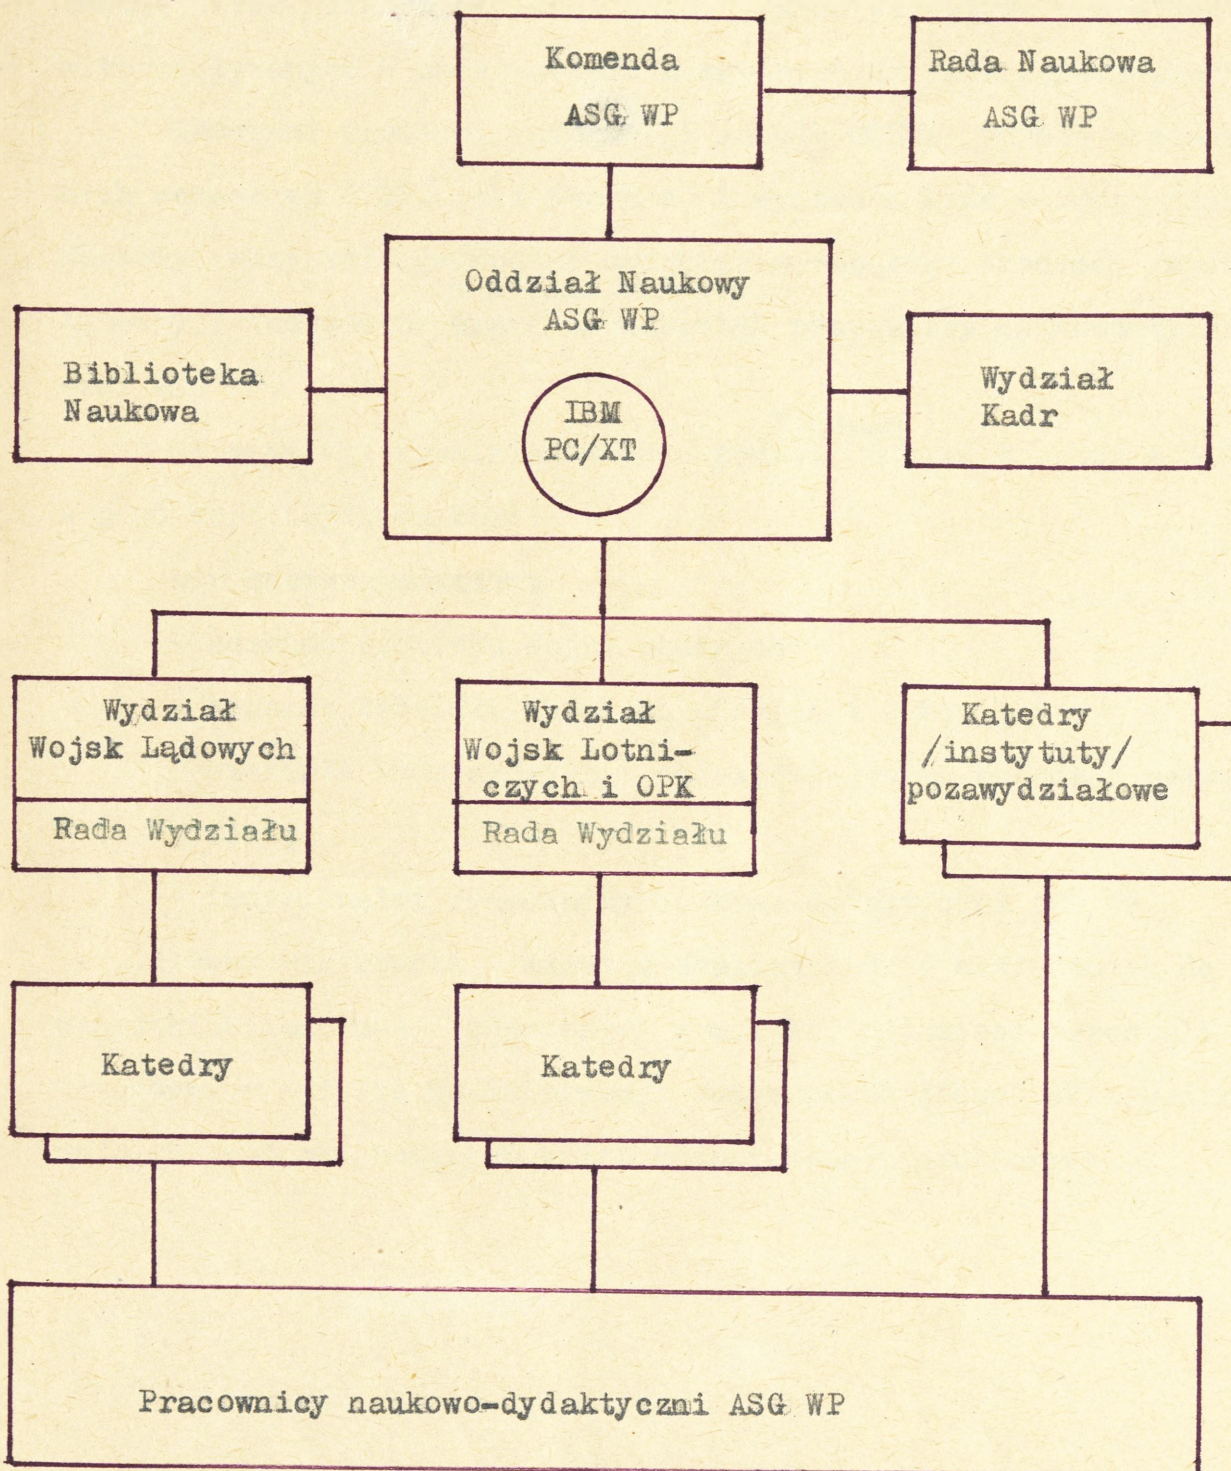 Komenda
ASG WP
Rada Naukowa
ASG WP
Oddział Naukowy
ASG WP
Biblioteka
Naukowa
IBM
PC/XT
Wydział
Kadr
Wydział
Wojsk Lądowych
Rada Wydziału
Wydział
Wojsk Lotni-
czych i OPK
Rada Wydziału
Katedry
/instytuty/
pozawydziałowe
Katedry
Katedry
Pracownicy naukowo-dydaktyczni ASG WP